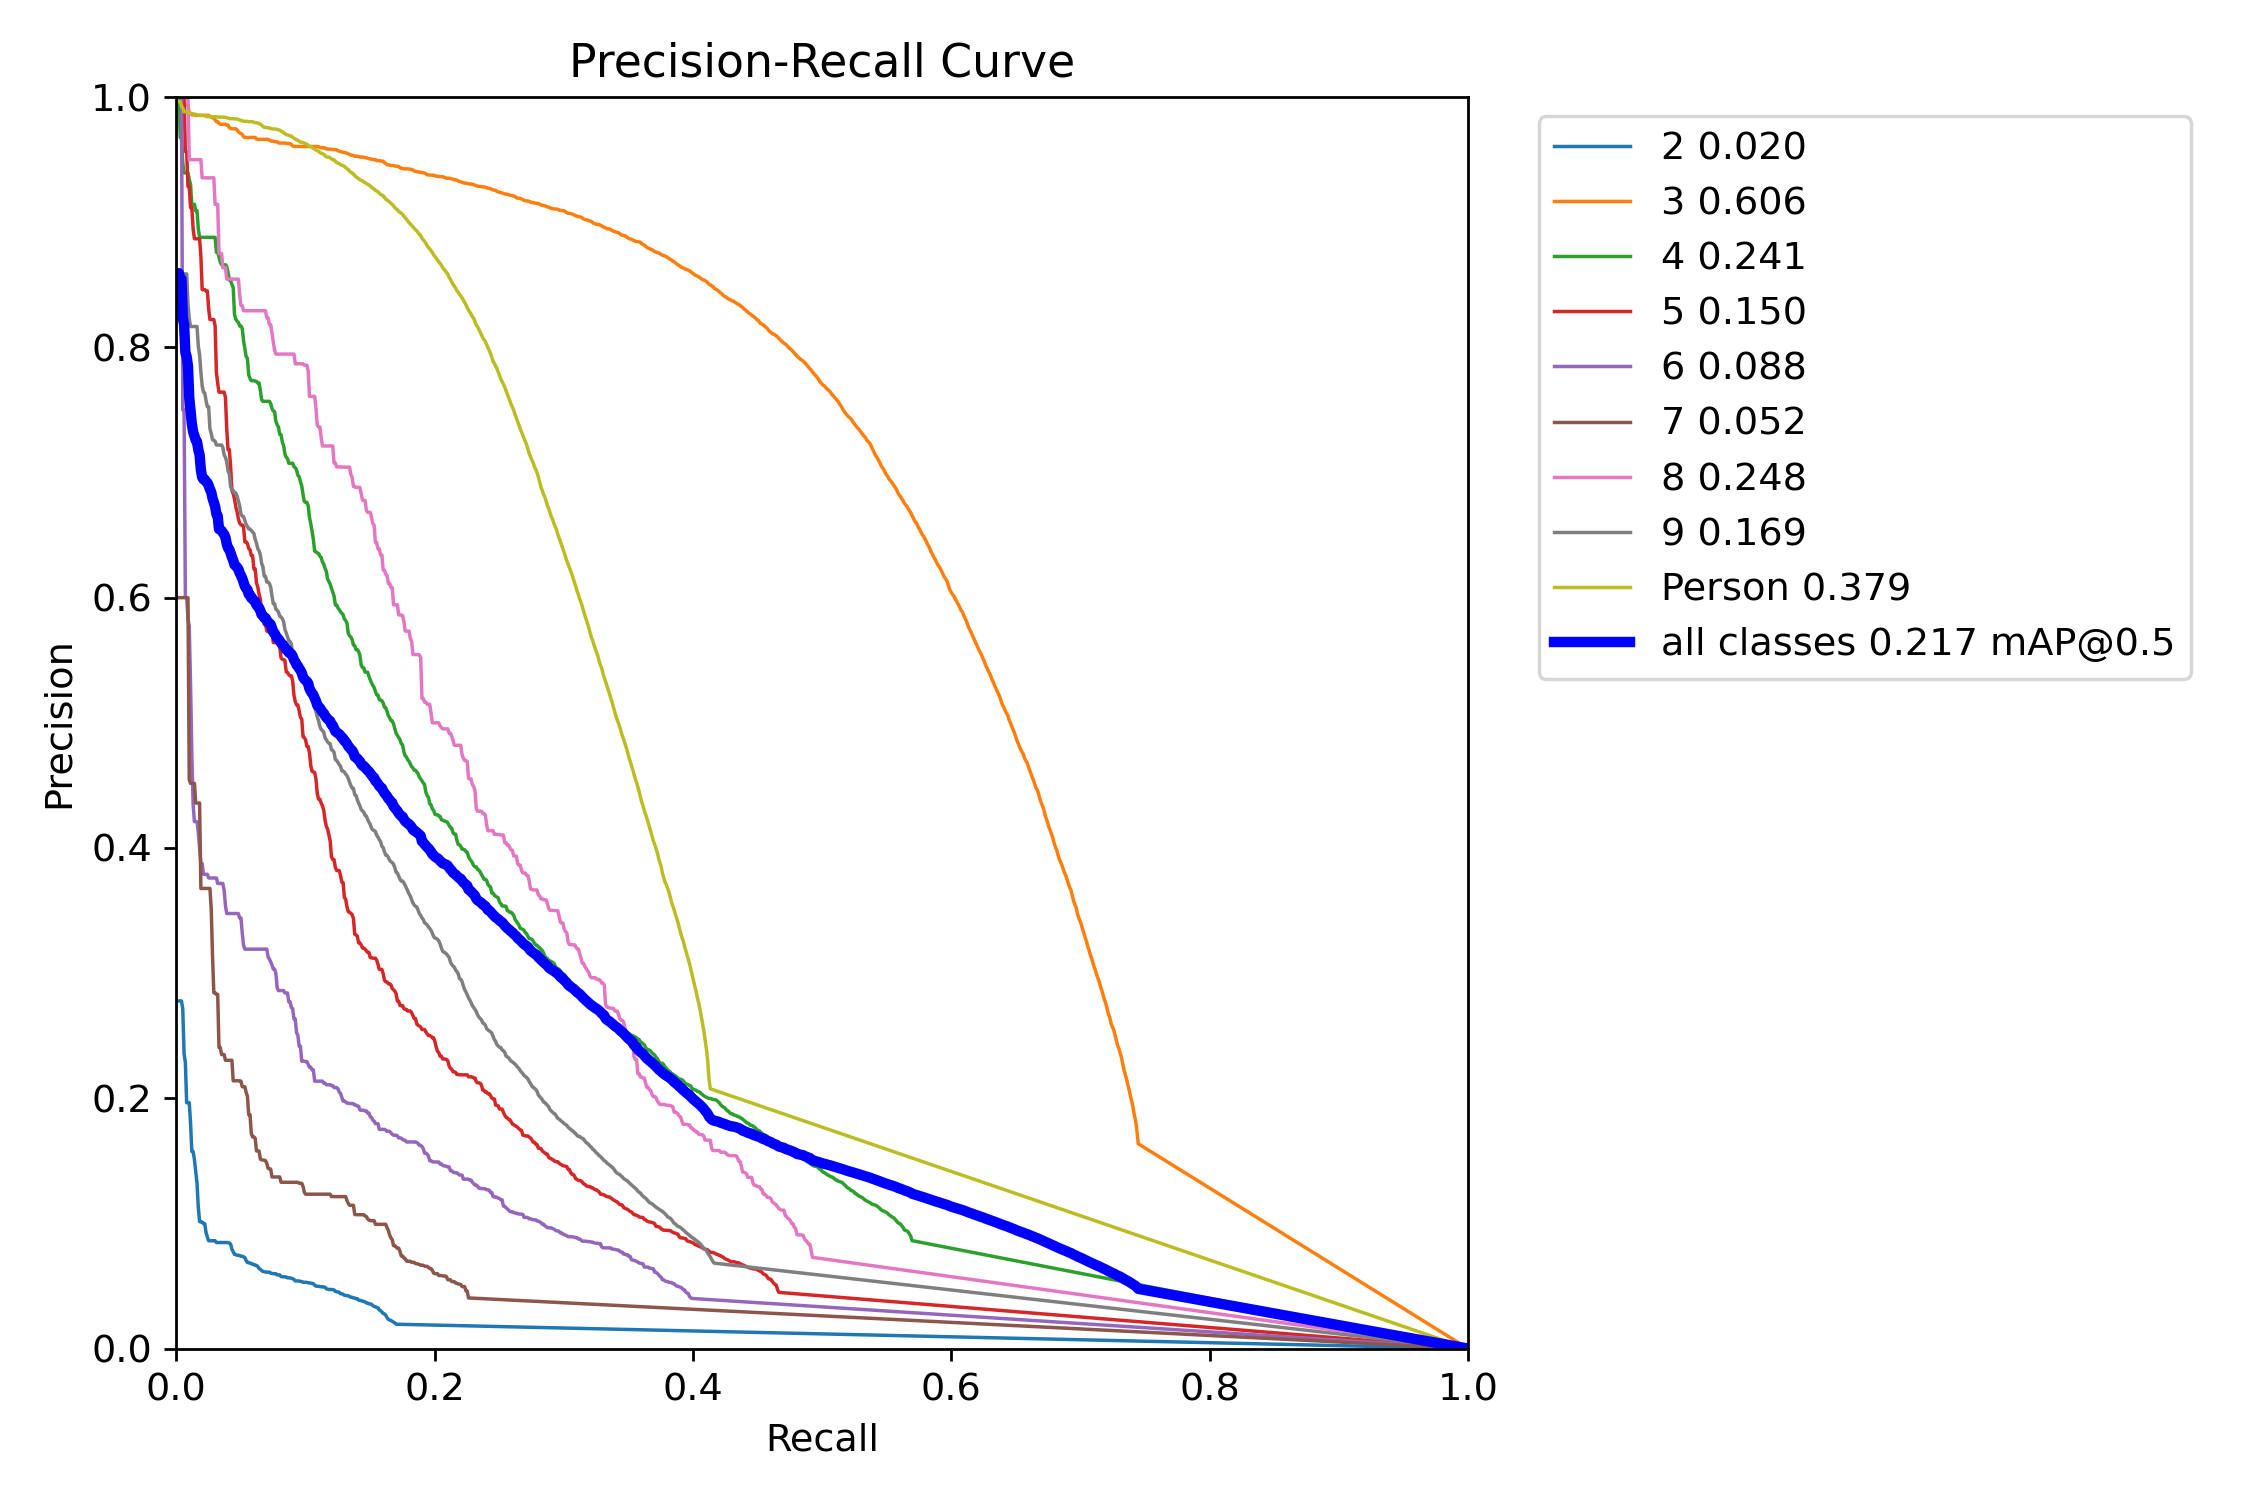 Precision-Recall Curve
1.0
0.8
0.6
0.4
0.2
0.0
Precision
0.0 0.2 0.4 0.6 0.8 1.0
Recall
2 0.020
3 0.606
4 0.241
5 0.150
6 0.088
7 0.052
8 0.248
9 0.169
Person 0.379
all classes 0.217 mAP@0.5